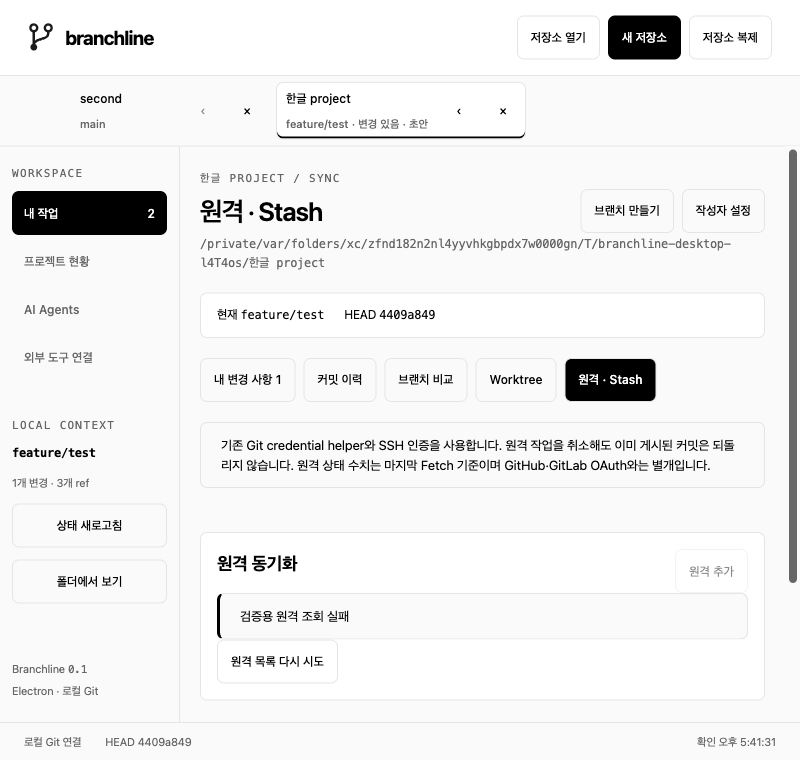 branchline
저장소 열기
새 저장소
저장소 복제
second
main
‹
×
한글 project
feature/test · 변경 있음 · 초안
‹
×
WORKSPACE
내 작업 2
프로젝트 현황
AI Agents
외부 도구 연결
LOCAL CONTEXT
feature/test
1개 변경 · 3개 ref
상태 새로고침
폴더에서 보기
Branchline 0.1
Electron · 로컬 Git
한글 PROJECT / SYNC
원격 · Stash
브랜치 만들기
작성자 설정
/private/var/folders/xc/zfnd182n2nl4yyvhkgbpdx7w0000gn/T/branchline-desktop-
l4T4os/한글 project
현재 feature/test HEAD 4409a849
내 변경 사항 1
커밋 이력
브랜치 비교
Worktree
원격 · Stash
기존 Git credential helper와 SSH 인증을 사용합니다. 원격 작업을 취소해도 이미 게시된 커밋은 되돌
리지 않습니다. 원격 상태 수치는 마지막 Fetch 기준이며 GitHub·GitLab OAuth와는 별개입니다.
원격 동기화
원격 추가
검증용 원격 조회 실패
원격 목록 다시 시도
로컬 Git 연결
HEAD 4409a849
확인 오후 5:41:31